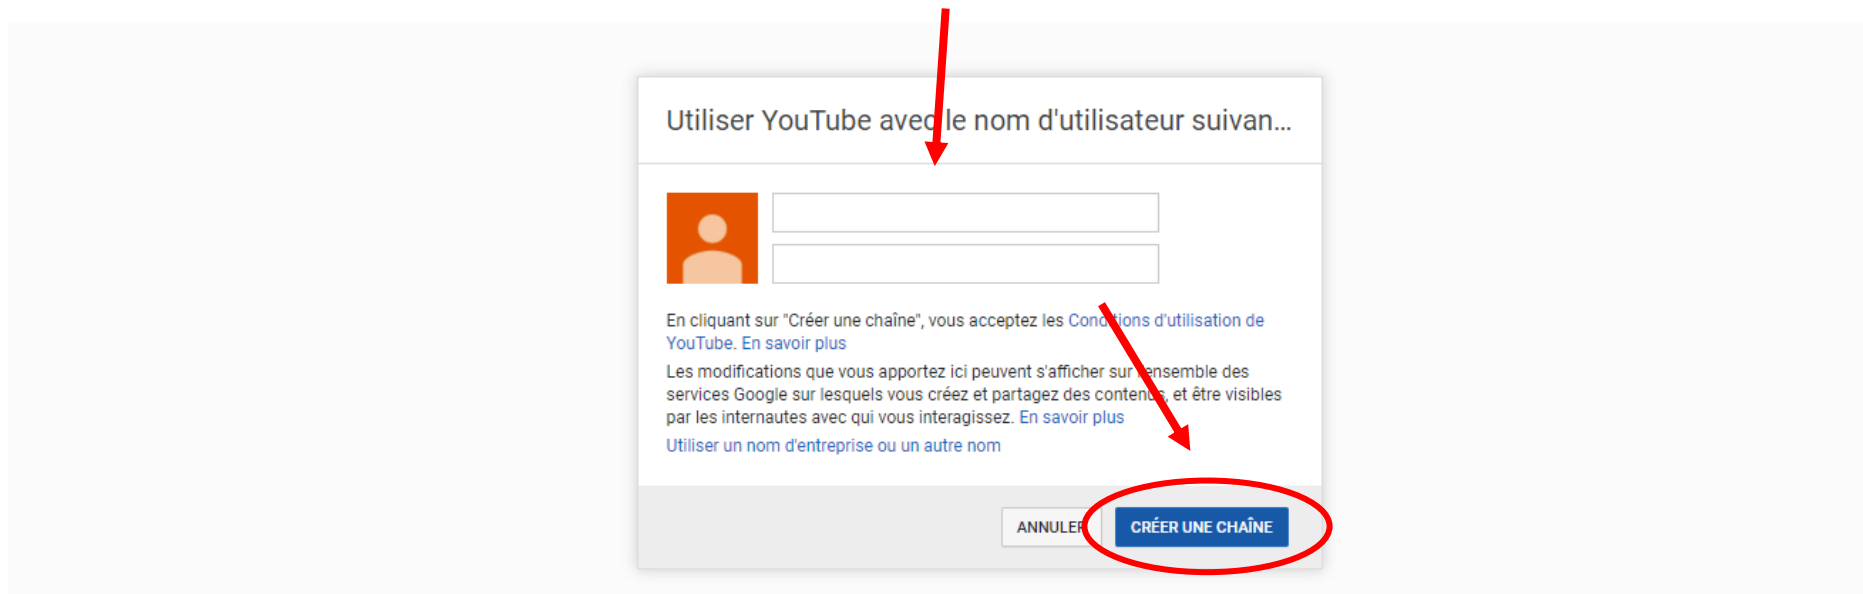 Utiliser YouTube avec le nom d'utilisateur suivan...
En cliquant sur "Créer une chaîne", vous acceptez les Conditions d'utilisation de
YouTube. En savoir plus
Les modifications que vous apportez ici peuvent s'afficher sur l'ensemble des
services Google sur lesquels vous créez et partagez des contenus, et être visibles
par les internautes avec qui vous interagissez. En savoir plus
Utiliser un nom d'entreprise ou un autre nom
ANNULER
CRÉER UNE CHAÎNE